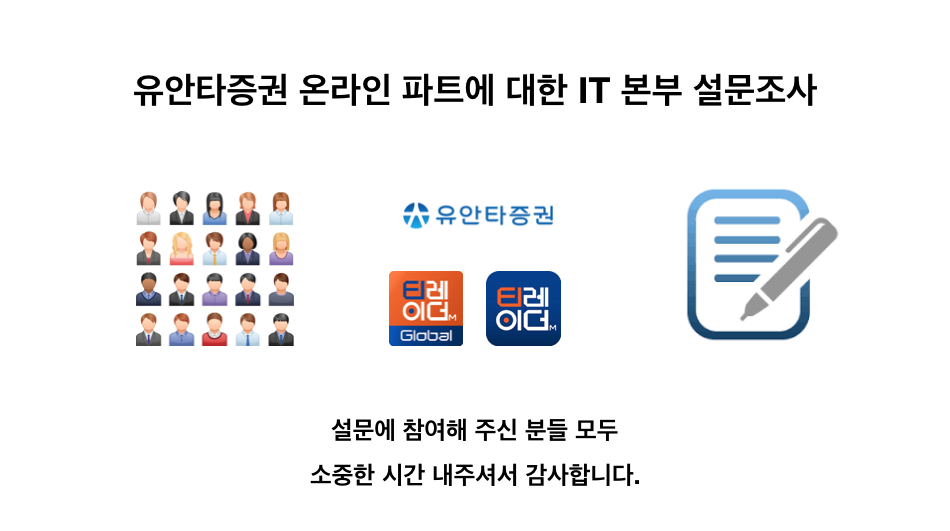 유안타증권 온라인 파트에 대한 IT 본부 설문조사
유안타증권
티레
이더M
Global
티레
이더M
설문에 참여해 주신 분들 모두
소중한 시간 내주셔서 감사합니다.